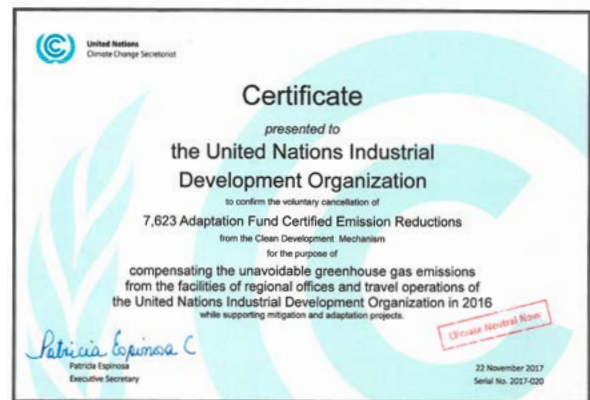 United Nations
Climate Change Secretariat
Certificate
presented to
the United Nations Industrial
Development Organization
to confirm the voluntary cancellation of
7,623 Adaptation Fund Certified Emission Reductions
from the Clean Development Mechanism
for the purpose of
compensating the unavoidable greenhouse gas emissions
from the facilities of regional offices and travel operations of
the United Nations Industrial Development Organization in 2016
while supporting mitigation and adaptation projects.
Climate Neutral Now
Patricia Espinosa C
Patricia Espinosa
Executive Secretary
22 November 2017
Serial No. 2017-020